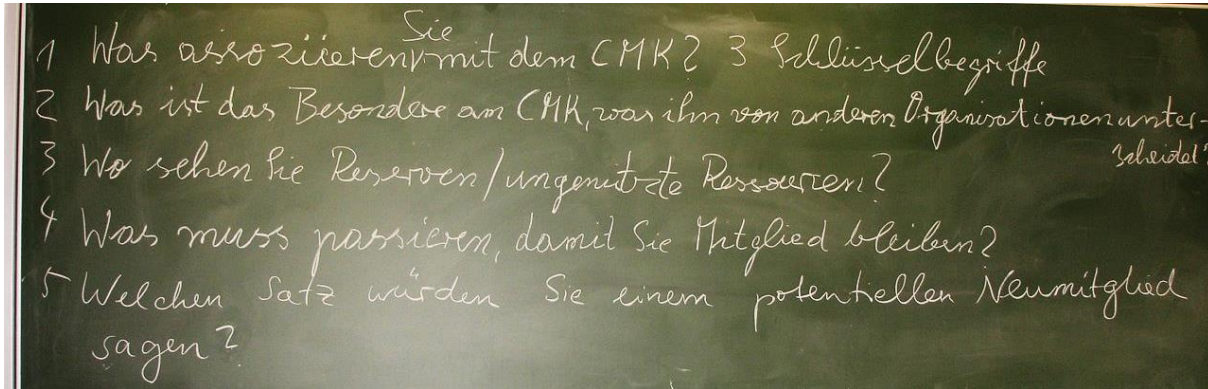 1 Was assoziieren Sie mit dem CMK? 3 Schlüsselbegriffe
2 Was ist das Besondere am CMK, was ihn von anderen Organisationen unter-
scheidet?
3 Wo sehen Sie Reserven/ungenutzte Ressourcen?
4 Was muss passieren, damit Sie Mitglied bleiben?
5 Welchen Satz würden Sie einem potentiellen Neumitglied
sagen?